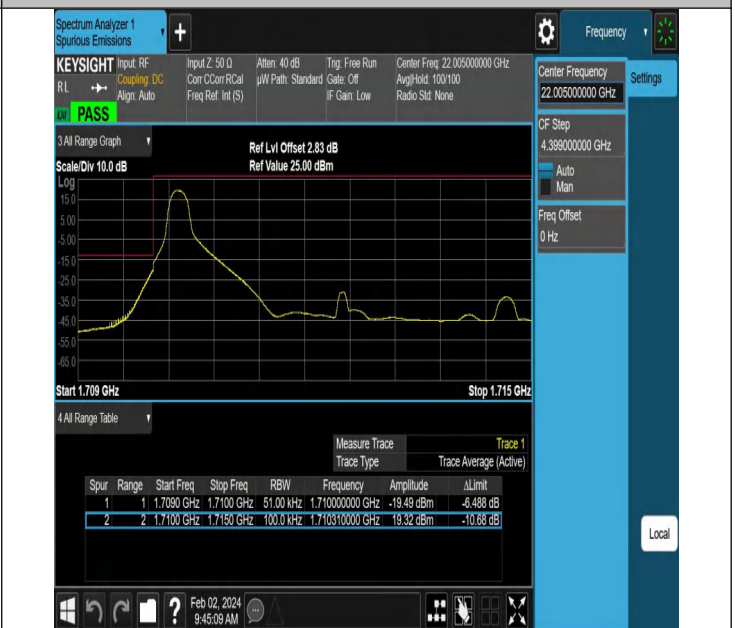 Spectrum Analyzer 1
Spurious Emissions
+
Frequency
KEYSIGHT Input: RF Input Z: 50 Ω Atten: 40 dB Trig: Free Run Center Freq: 22.005000000 GHz
RL Coupling: DC Corr CCorr RCal µW Path: Standard Gate: Off Avg|Hold: 100/100
Align: Auto Freq Ref: Int (S) IF Gain: Low Radio Std: None
LXI PASS
Center Frequency
22.005000000 GHz
Settings
CF Step
4.399000000 GHz
Auto
Man
Freq Offset
0 Hz
3 All Range Graph
Ref Lvl Offset 2.83 dB
Scale/Div 10.0 dB Ref Value 25.00 dBm
Log
15.0
5.00
-5.00
-15.0
-25.0
-35.0
-45.0
-55.0
-65.0
Start 1.709 GHz Stop 1.715 GHz
4 All Range Table
Measure Trace Trace 1
Trace Type Trace Average (Active)
Spur Range Start Freq Stop Freq RBW Frequency Amplitude ΔLimit
1 1 1.7090 GHz 1.7100 GHz 51.00 kHz 1.710000000 GHz -19.49 dBm -6.488 dB
2 2 1.7100 GHz 1.7150 GHz 100.0 kHz 1.710310000 GHz 19.32 dBm -10.68 dB
Local
?
Feb 02, 2024
9:45:09 AM